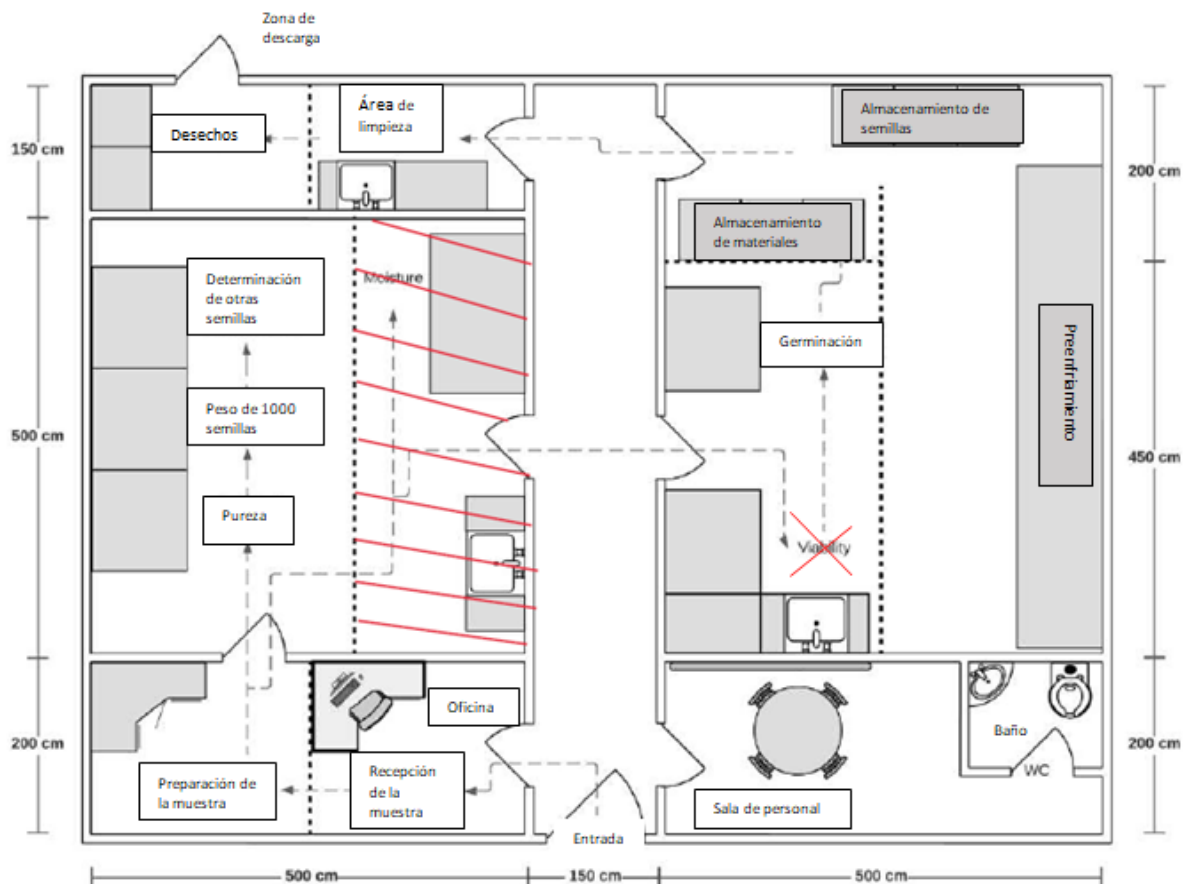 Zona de
descarga
Desechos
Área de
limpieza
Almacenamiento de
semillas
150 cm
200 cm
Almacenamiento
de materiales
Determinación
de otras
semillas
Moisture
Germinación
Preenfriamiento
Peso de 1000
semillas
500 cm
450 cm
Pureza
Viability
Oficina
Baño
200 cm
200 cm
WC
Preparación de
la muestra
Recepción
de la
muestra
Sala de personal
Entrada
500 cm
150 cm
500 cm